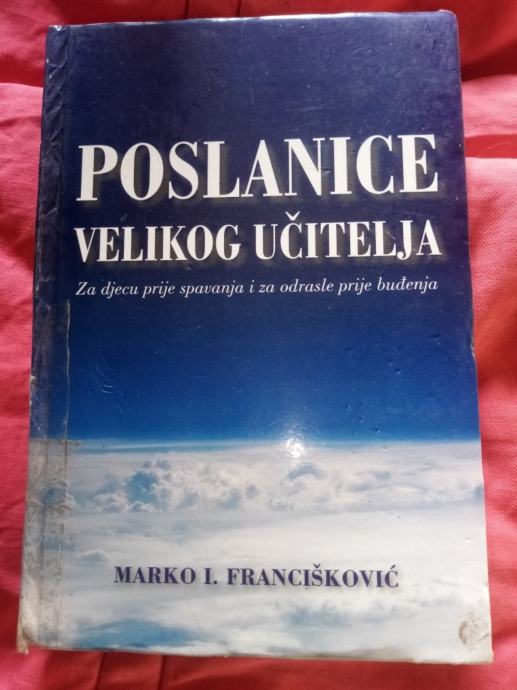 POSLANICE
VELIKOG UČITELJA
Za djecu prije spavanja i za odrasle prije buđenja
MARKO I. FRANCIŠKOVIĆ